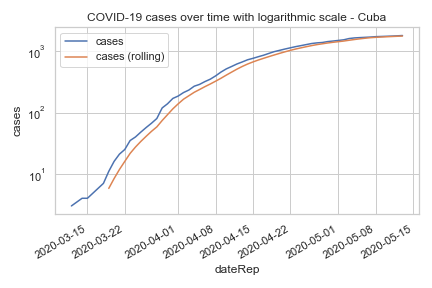 COVID-19 cases over time with logarithmic scale - Cuba
cases
cases (rolling)
10³
10²
10¹
cases
2020-03-15
2020-03-22
2020-04-01
2020-04-08
2020-04-15
2020-04-22
2020-05-01
2020-05-08
2020-05-15
dateRep